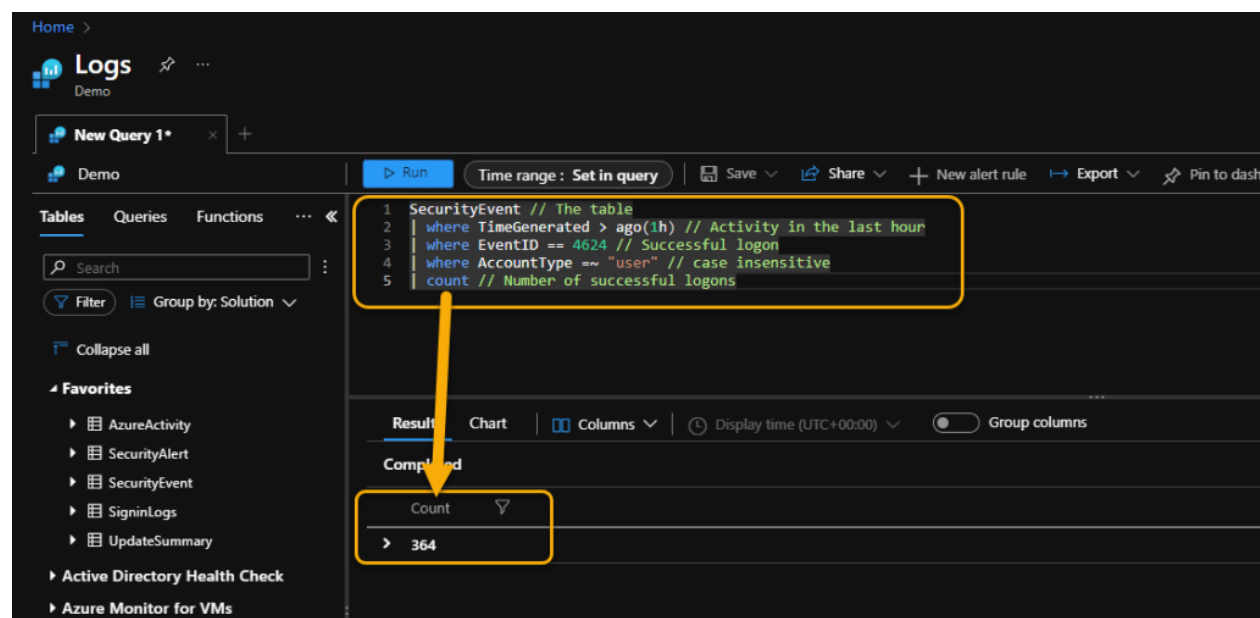 Home >
Logs
Demo
New Query 1*
Demo
Run
Time range : Set in query
Save
Share
New alert rule
Export
Pin to dash
Tables Queries Functions
1 SecurityEvent // The table
2 | where TimeGenerated > ago(1h) // Activity in the last hour
3 | where EventID == 4624 // Successful logon
4 | where AccountType =~ "user" // case insensitive
5 | count // Number of successful logons
Search
Filter
Group by: Solution
Collapse all
Favorites
AzureActivity
SecurityAlert
SecurityEvent
SigninLogs
UpdateSummary
Active Directory Health Check
Azure Monitor for VMs
Chart
Columns
Display time (UTC+00:00)
Group columns
Count
364